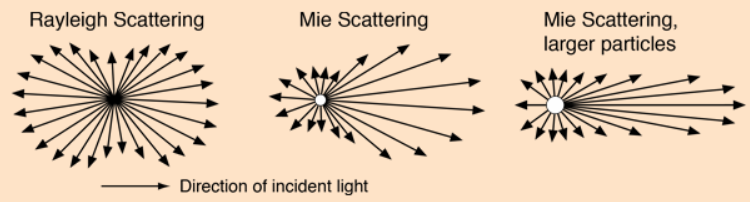 Rayleigh Scattering
Mie Scattering
Mie Scattering,
larger particles
Direction of incident light